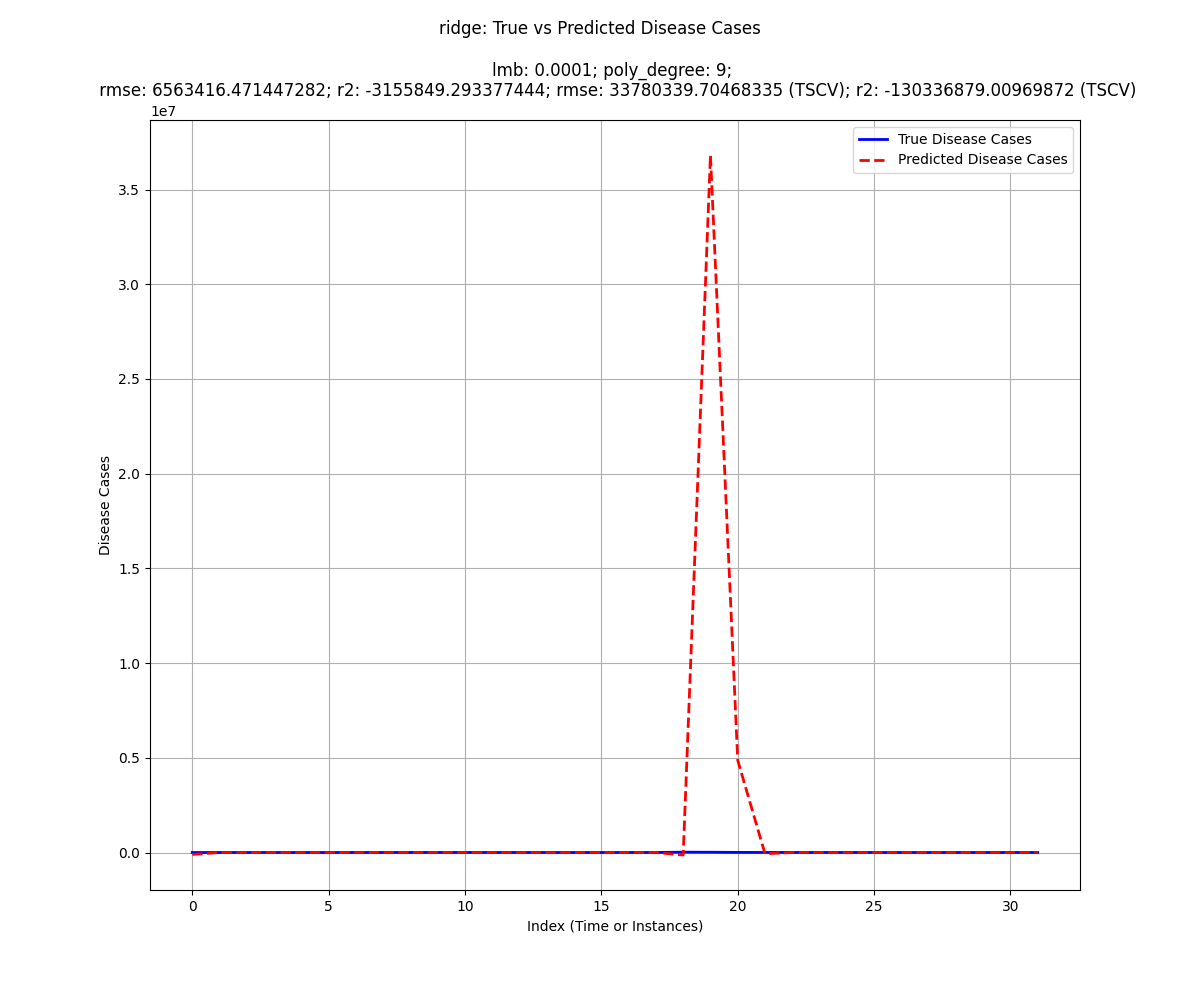 ridge: True vs Predicted Disease Cases
lmb: 0.0001; poly_degree: 9;
rmse: 6563416.471447282; r2: -3155849.293377444; rmse: 33780339.70468335 (TSCV); r2: -130336879.00969872 (TSCV)
1e7
True Disease Cases
Predicted Disease Cases
3.5
3.0
2.5
2.0
1.5
1.0
0.5
0.0
Disease Cases
0 5 10 15 20 25 30
Index (Time or Instances)